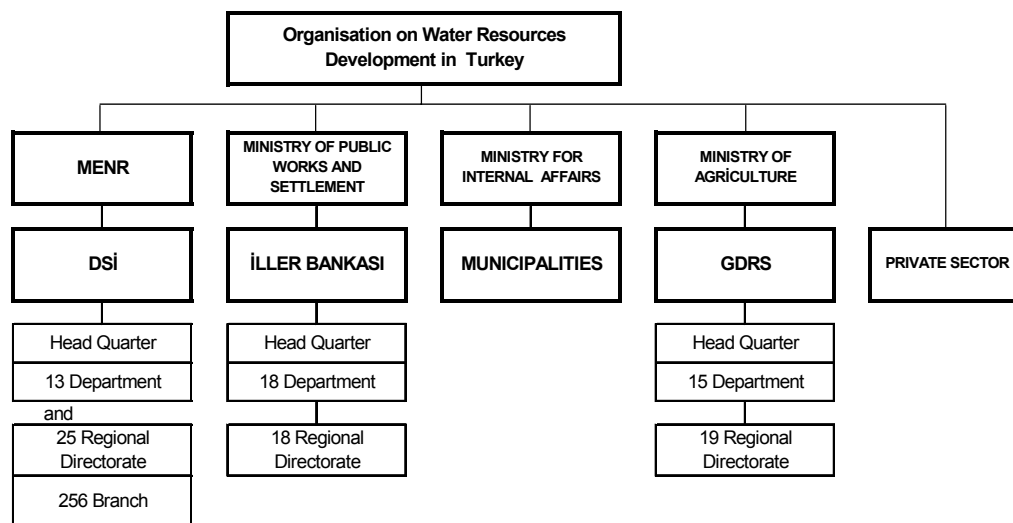 Organisation on Water Resources
Development in Turkey
MENR
MINISTRY OF PUBLIC
WORKS AND
SETTLEMENT
MINISTRY FOR
INTERNAL AFFAIRS
MINISTRY OF
AGRİCULTURE
DSİ
İLLER BANKASI
MUNICIPALITIES
GDRS
PRIVATE SECTOR
Head Quarter
13 Department
and
25 Regional
Directorate
256 Branch
Head Quarter
18 Department
18 Regional
Directorate
Head Quarter
15 Department
19 Regional
Directorate